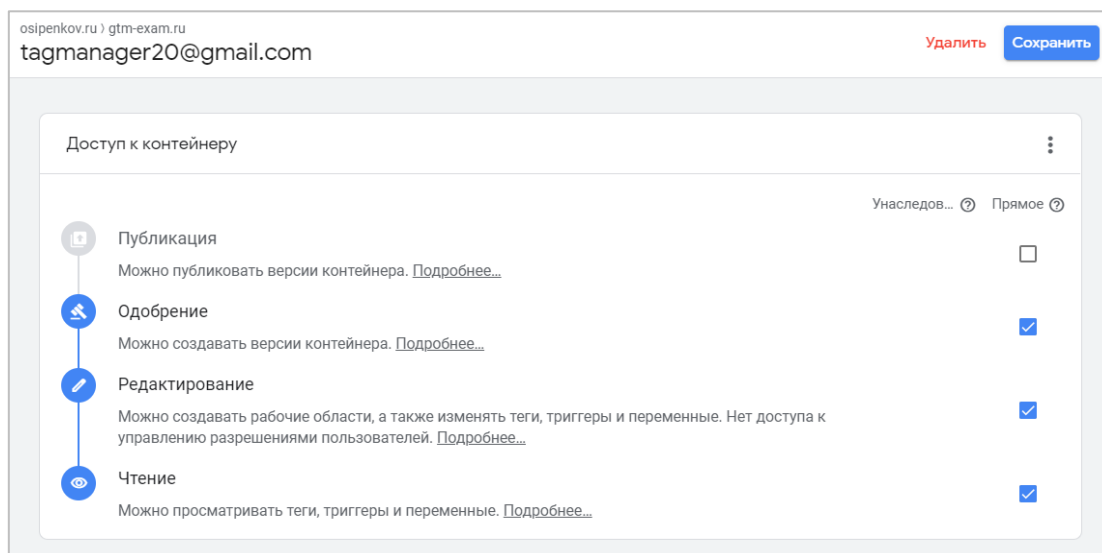 osipenkov.ru › gtm-exam.ru
tagmanager20@gmail.com
Удалить
Сохранить
Доступ к контейнеру
Унаследов...
Прямое
Публикация
Можно публиковать версии контейнера. Подробнее...
Одобрение
Можно создавать версии контейнера. Подробнее...
Редактирование
Можно создавать рабочие области, а также изменять теги, триггеры и переменные. Нет доступа к
управлению разрешениями пользователей. Подробнее...
Чтение
Можно просматривать теги, триггеры и переменные. Подробнее...